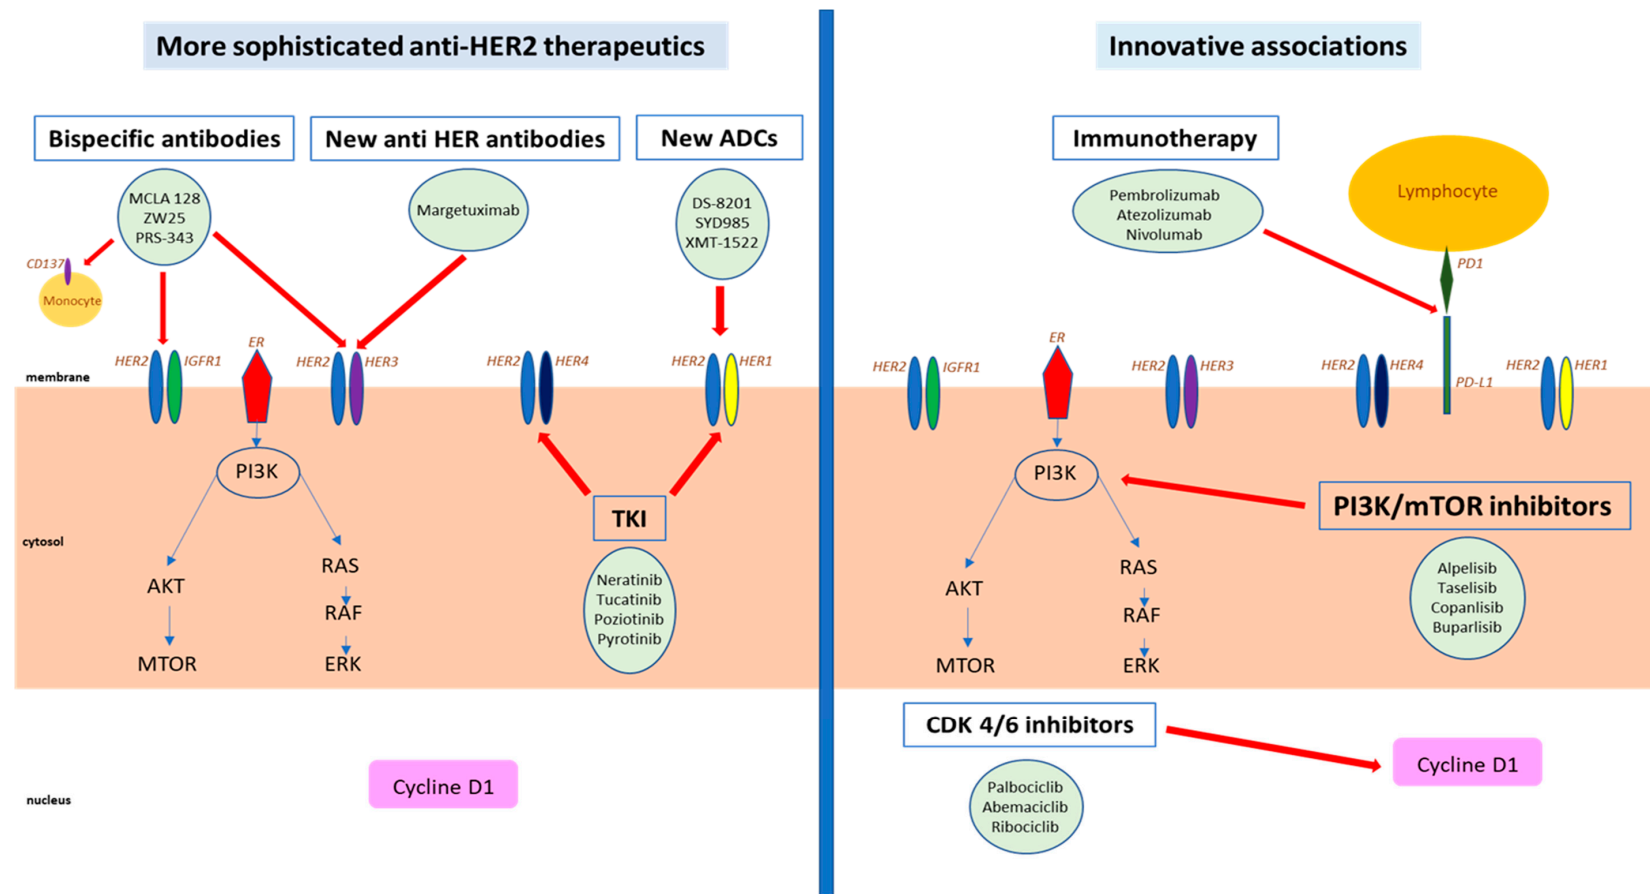 More sophisticated anti-HER2 therapeutics
Bispecific antibodies
New anti HER antibodies
New ADCs
MCLA 128
ZW25
PRS-343
Margetuximab
DS-8201
SYD985
XMT-1522
CD137
Monocyte
HER2
IGFR1
ER
HER2
HER3
HER2
HER4
HER2
HER1
membrane
PI3K
TKI
cytosol
AKT
RAS
RAF
MTOR
ERK
Neratinib
Tucatinib
Poziotinib
Pyrotinib
Cycline D1
nucleus
Innovative associations
Immunotherapy
Pembrolizumab
Atezolizumab
Nivolumab
Lymphocyte
PD1
HER2
IGFR1
ER
HER2
HER3
HER2
HER4
PD-L1
HER2
HER1
PI3K
PI3K/mTOR inhibitors
AKT
RAS
RAF
MTOR
ERK
Alpelisib
Taselisib
Copanlisib
Buparlisib
CDK 4/6 inhibitors
Cycline D1
Palbociclib
Abemaciclib
Ribociclib